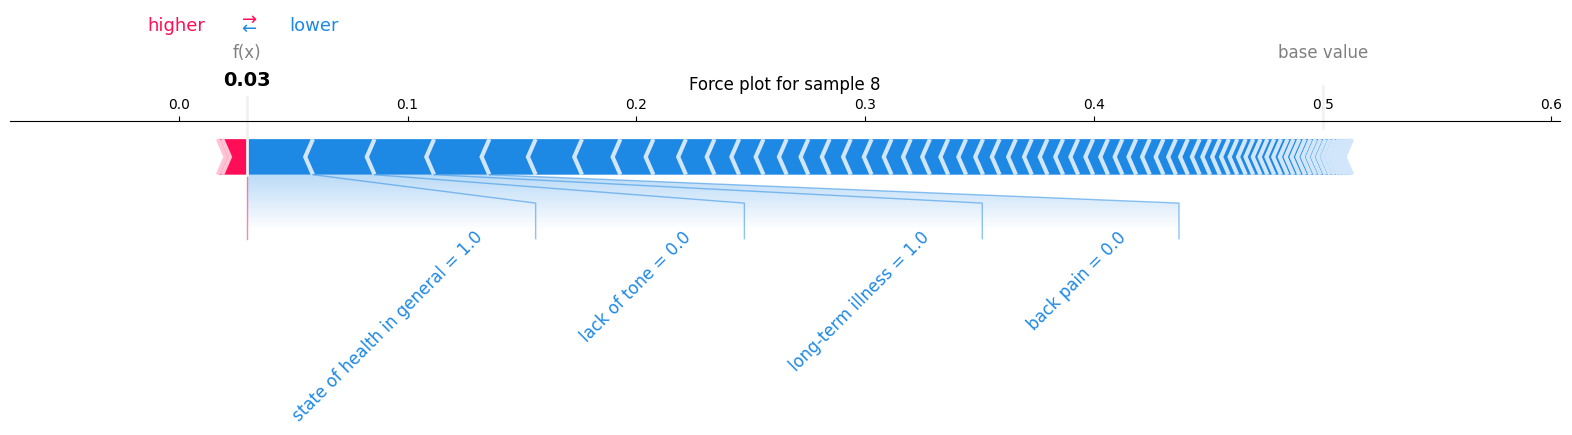 higher ⇄ lower
f(x)
base value
0.03
Force plot for sample 8
0.0 0.1 0.2 0.3 0.4 0.5 0.6
state of health in general = 1.0
lack of tone = 0.0
long-term illness = 1.0
back pain = 0.0